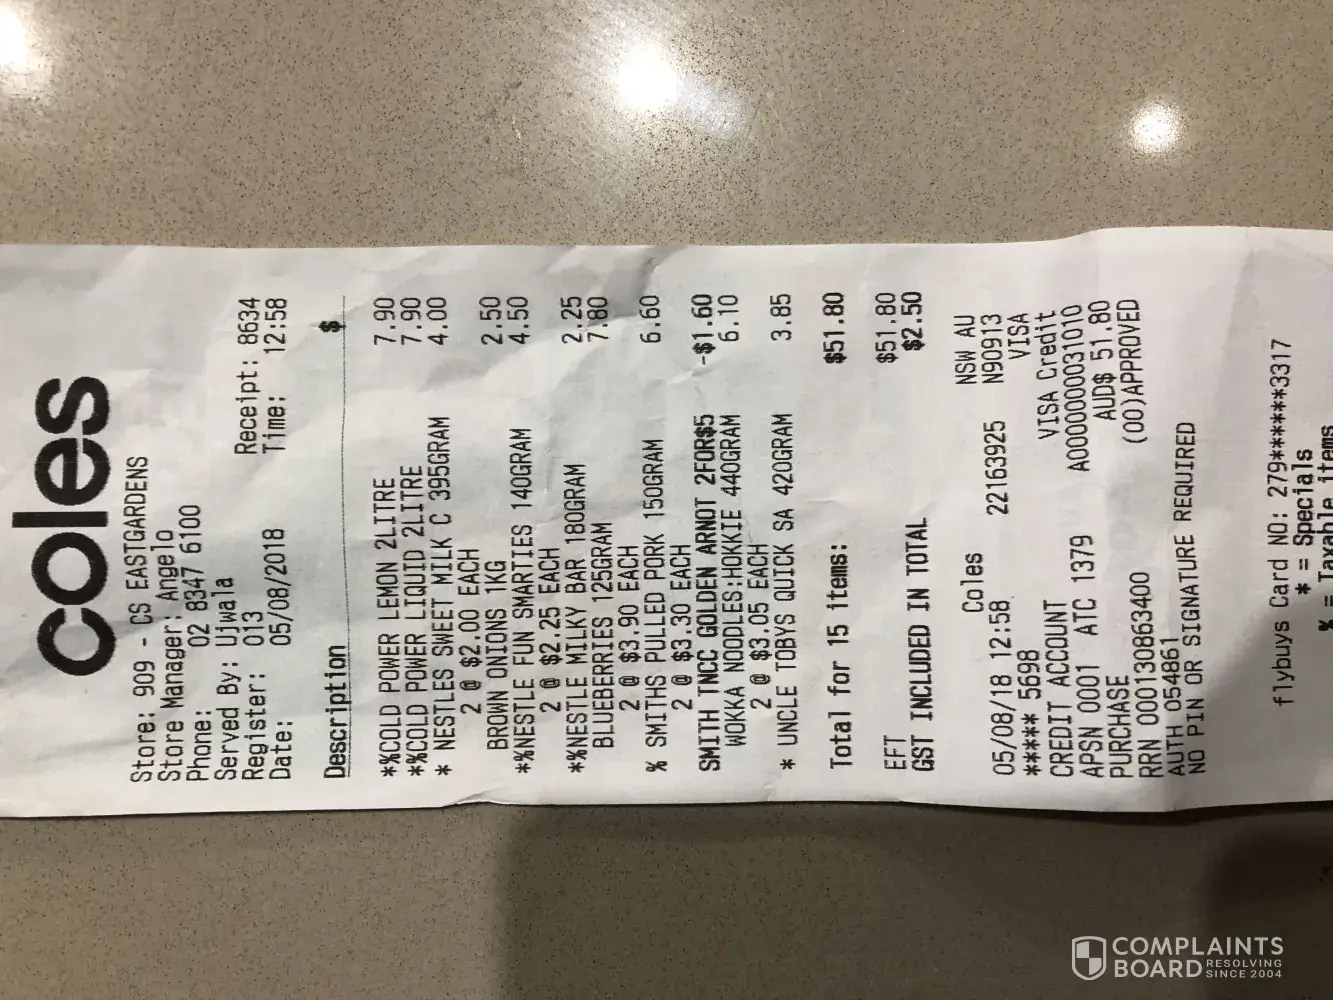 coles
Store: 909 - CS EASTGARDENS
Store Manager: Angelo
Phone: 02 8347 6100
Served By: Ujwala
Register: 013 Receipt: 8634
Date: 05/08/2018 Time: 12:58
Description $
*%COLD POWER LEMON 2LITRE 7.90
*%COLD POWER LIQUID 2LITRE 7.90
* NESTLES SWEET MILK C 395GRAM 4.00
2 @ $2.00 EACH
BROWN ONIONS 1KG 2.50
*%NESTLE FUN SMARTIES 140GRAM 4.50
2 @ $2.25 EACH
*%NESTLE MILKY BAR 180GRAM 2.25
BLUEBERRIES 125GRAM 7.80
2 @ $3.90 EACH
% SMITHS PULLED PORK 150GRAM 6.60
2 @ $3.30 EACH
SMITH TNCC GOLDEN ARNOT 2FOR$5 -$1.60
WOKKA NOODLES:HOKKIE 440GRAM 6.10
2 @ $3.05 EACH
* UNCLE TOBYS QUICK SA 420GRAM 3.85
Total for 15 items: $51.80
EFT $51.80
GST INCLUDED IN TOTAL $2.50
Coles NSW AU
05/08/18 12:58 22163925 N90913
***** 5698 VISA
CREDIT ACCOUNT VISA Credit
APSN 0001 ATC 1379 A0000000031010
PURCHASE AUD$ 51.80
RRN 000130863400 (00)APPROVED
AUTH 054861
NO PIN OR SIGNATURE REQUIRED
flybuys Card NO: 279******3317
* = Specials
% = Taxable items
COMPLAINTS
BOARD RESOLVING
SINCE 2004